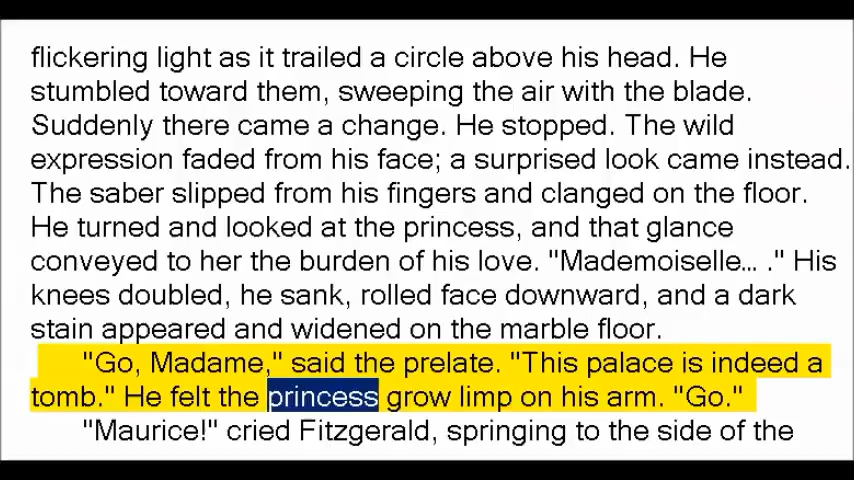 flickering light as it trailed a circle above his head. He
stumbled toward them, sweeping the air with the blade.
Suddenly there came a change. He stopped. The wild
expression faded from his face; a surprised look came instead.
The saber slipped from his fingers and clanged on the floor.
He turned and looked at the princess, and that glance
conveyed to her the burden of his love. "Mademoiselle... ." His
knees doubled, he sank, rolled face downward, and a dark
stain appeared and widened on the marble floor.
"Go, Madame," said the prelate. "This palace is indeed a
tomb." He felt the princess grow limp on his arm. "Go."
"Maurice!" cried Fitzgerald, springing to the side of the